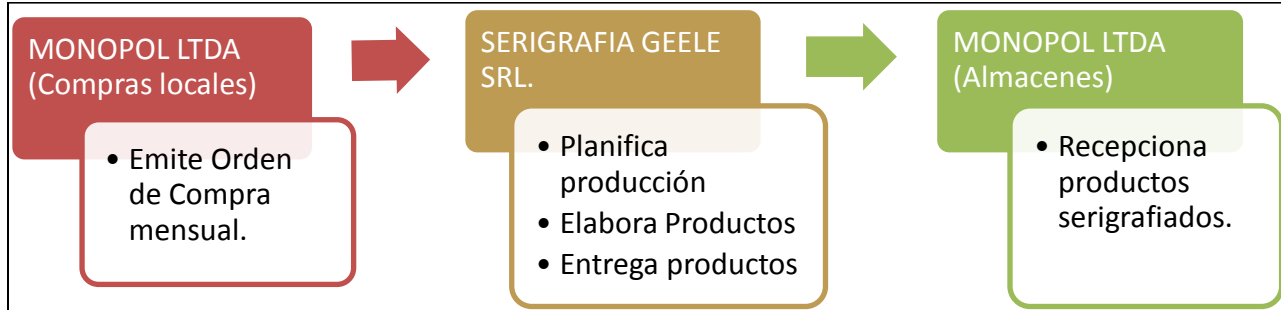 MONOPOL LTDA
(Compras locales)
• Emite Orden
de Compra
mensual.
SERIGRAFIA GEELE
SRL.
• Planifica
producción
• Elabora Productos
• Entrega productos
MONOPOL LTDA
(Almacenes)
• Recepciona
productos
serigrafiados.